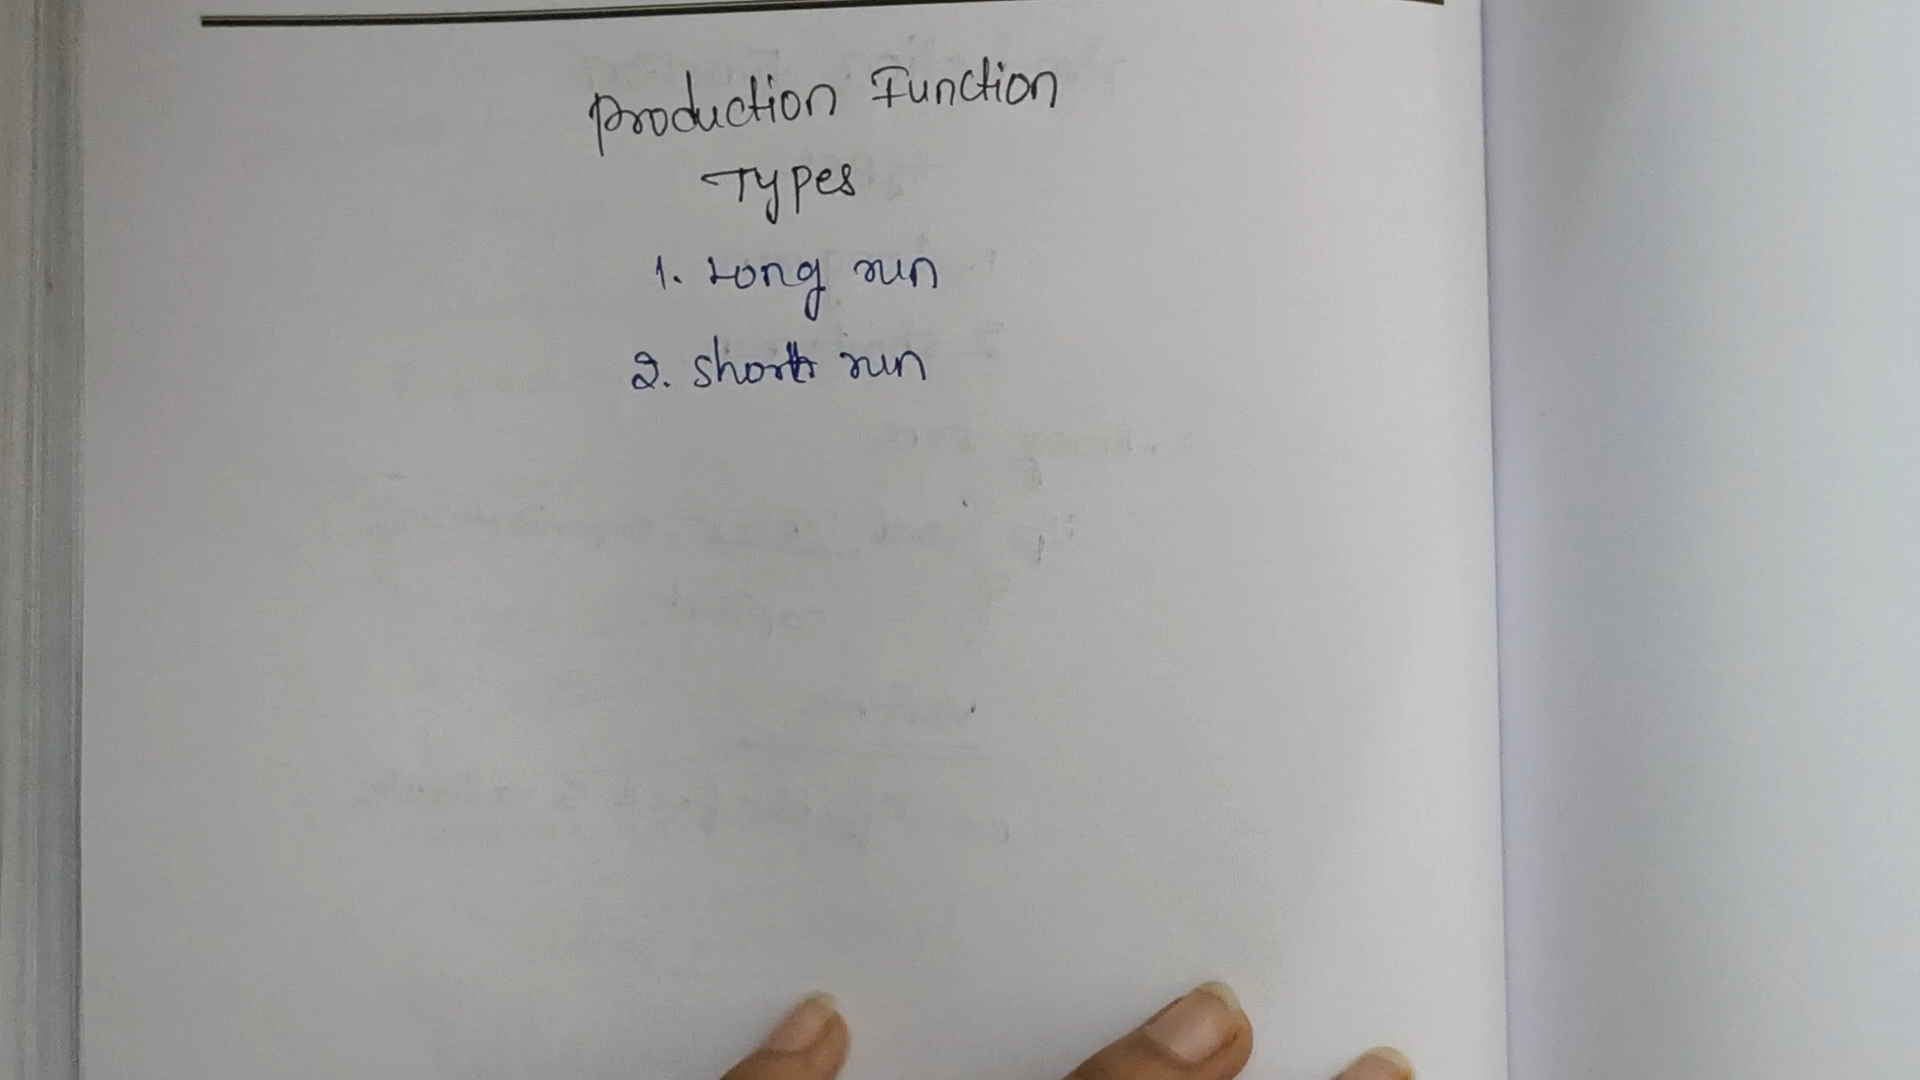 Production Function
Types
1. Long run
2. short run